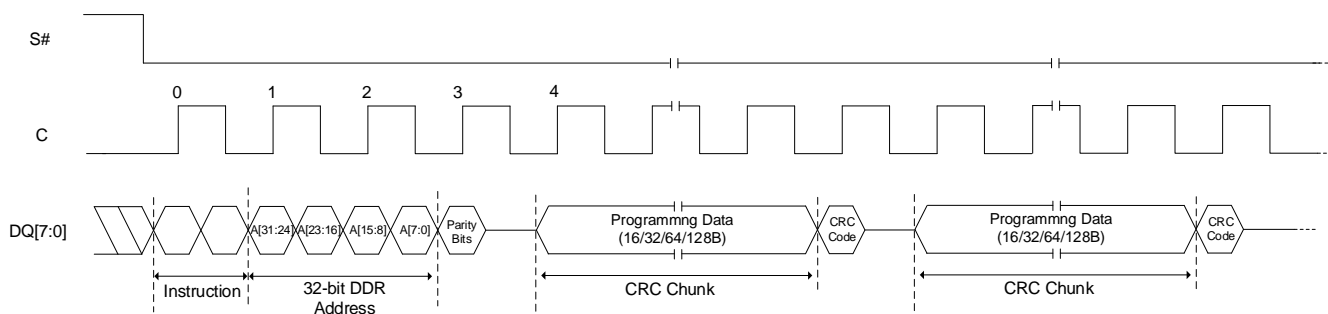 S#
0 1 2 3 4
C
DQ[7:0]
A[31:24] A[23:16] A[15:8] A[7:0]
Parity
Bits
Programmng Data
(16/32/64/128B)
CRC
Code
Programmng Data
(16/32/64/128B)
CRC
Code
Instruction
32-bit DDR
Address
CRC Chunk
CRC Chunk